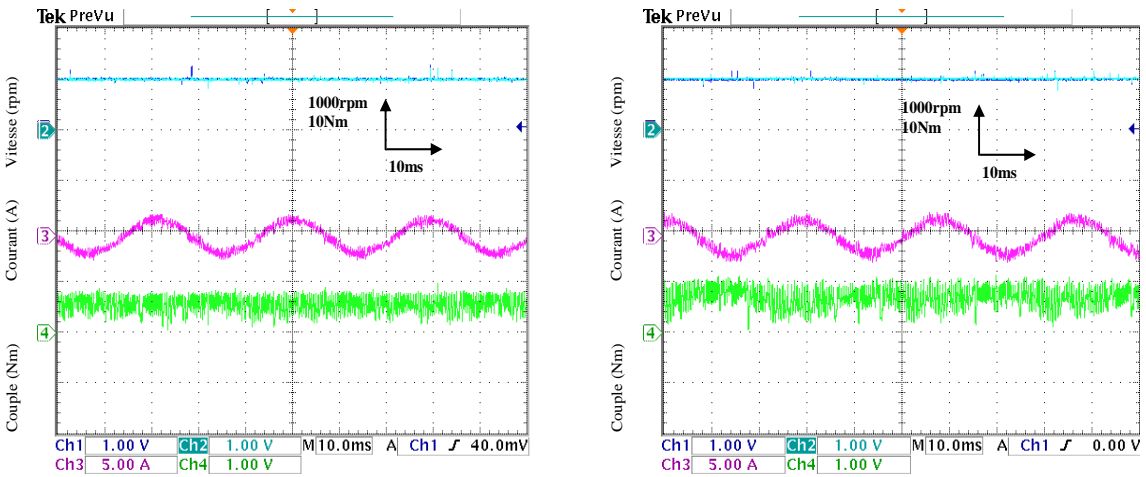 Tek PreVu
Vitesse (rpm)
Courant (A)
Couple (Nm)
1000rpm
10Nm
10ms
2
3
4
Ch1 1.00 V Ch2 1.00 V M 10.0ms A Ch1 40.0mV
Ch3 5.00 A Ch4 1.00 V
Tek PreVu
Vitesse (rpm)
Courant (A)
Couple (Nm)
1000rpm
10Nm
10ms
2
3
4
Ch1 1.00 V Ch2 1.00 V M 10.0ms A Ch1 0.00 V
Ch3 5.00 A Ch4 1.00 V